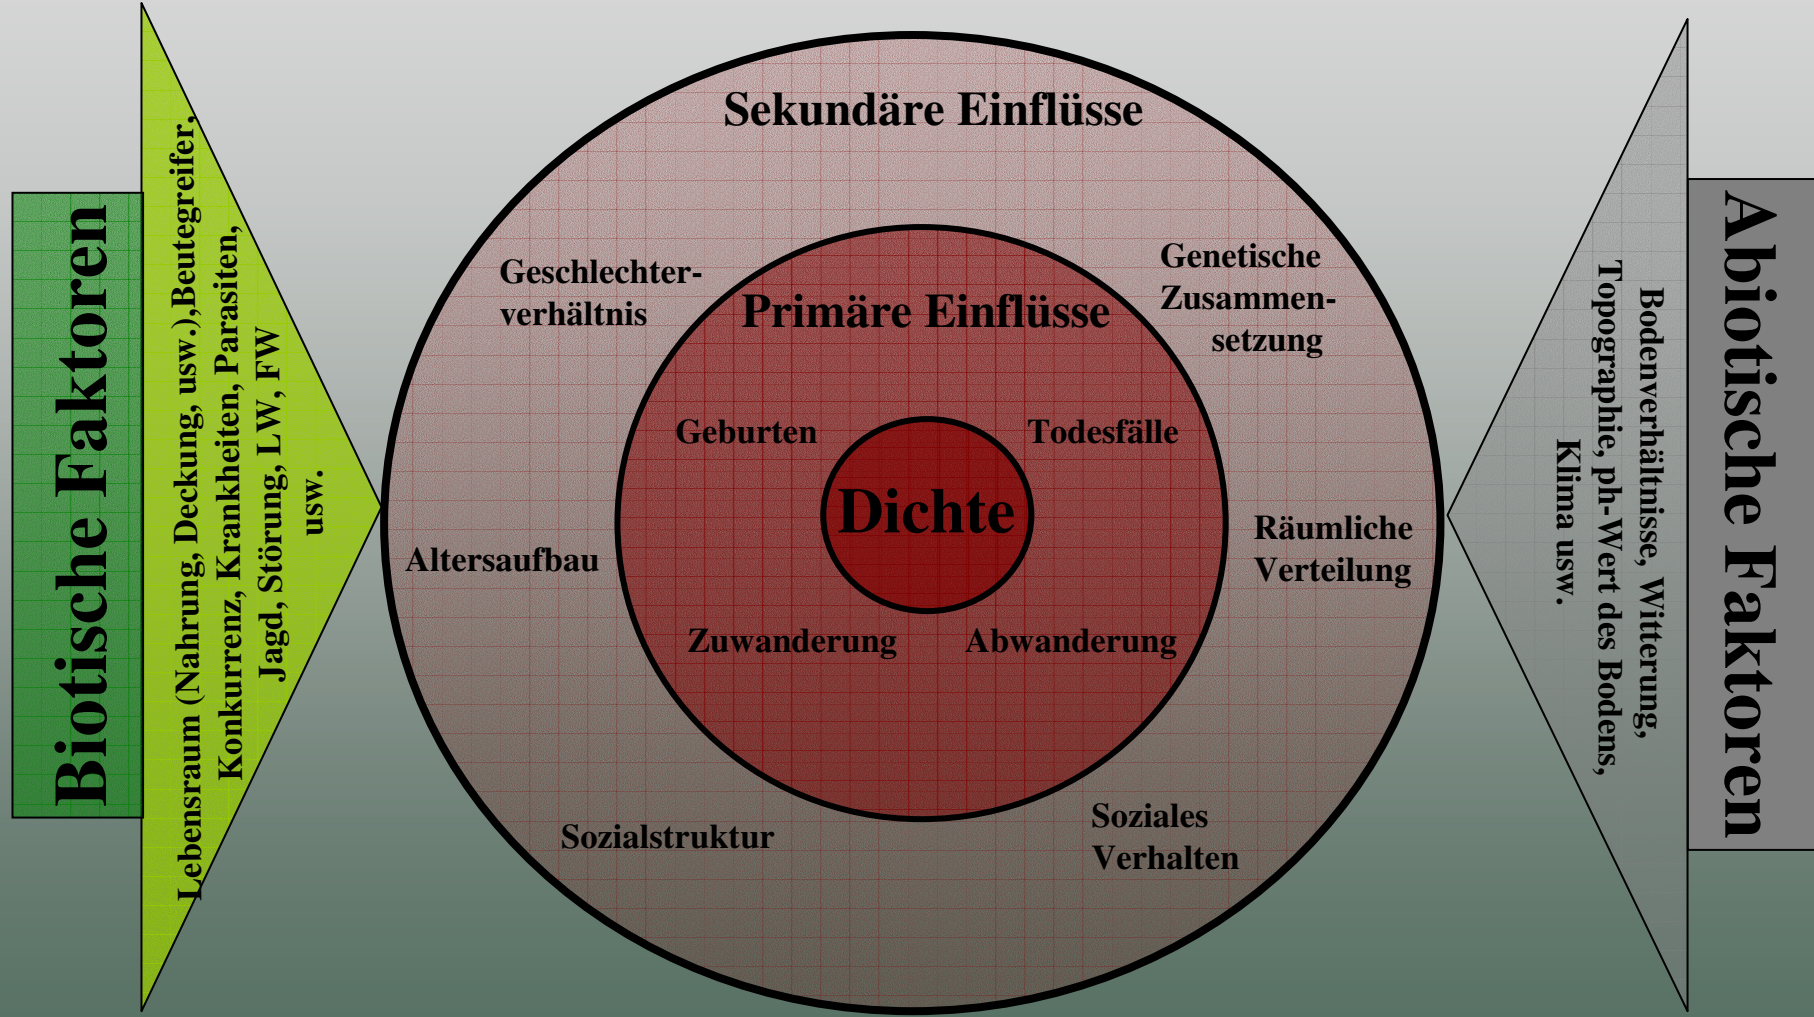 Biotische Faktoren
Lebensraum (Nahrung, Deckung, usw.),Beutegreifer,
Konkurrenz, Krankheiten, Parasiten,
Jagd, Störung, LW, FW
usw.
Sekundäre Einflüsse
Geschlechter-
verhältnis
Genetische
Zusammen-
setzung
Primäre Einflüsse
Geburten
Todesfälle
Dichte
Altersaufbau
Räumliche
Verteilung
Zuwanderung
Abwanderung
Sozialstruktur
Soziales
Verhalten
Abiotische Faktoren
Bodenverhältnisse, Witterung,
Topographie, ph-Wert des Bodens,
Klima usw.